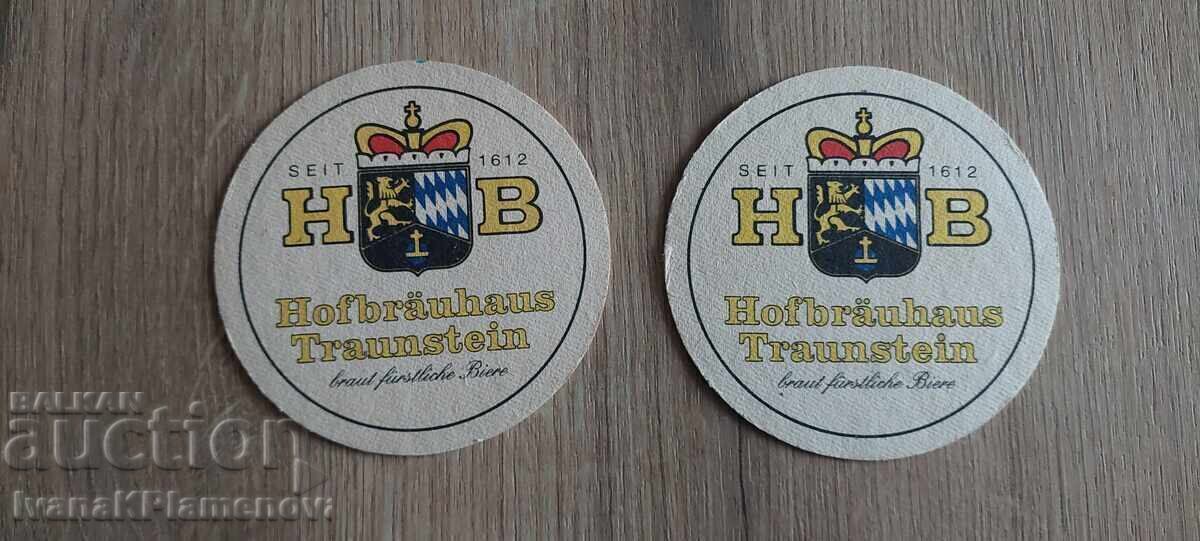 SEIT 1612
H B
Hofbräuhaus
Traunstein
braut fürstliche Biere
SEIT 1612
H B
Hofbräuhaus
Traunstein
braut fürstliche Biere
BALKAN
auction
IvanaKPlamenova